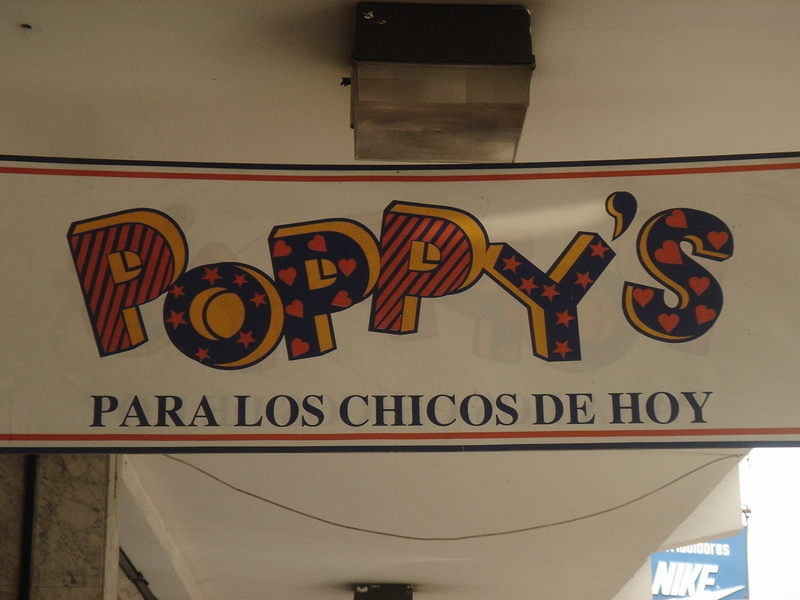 POPPY'S
PARA LOS CHICOS DE HOY
NIKE